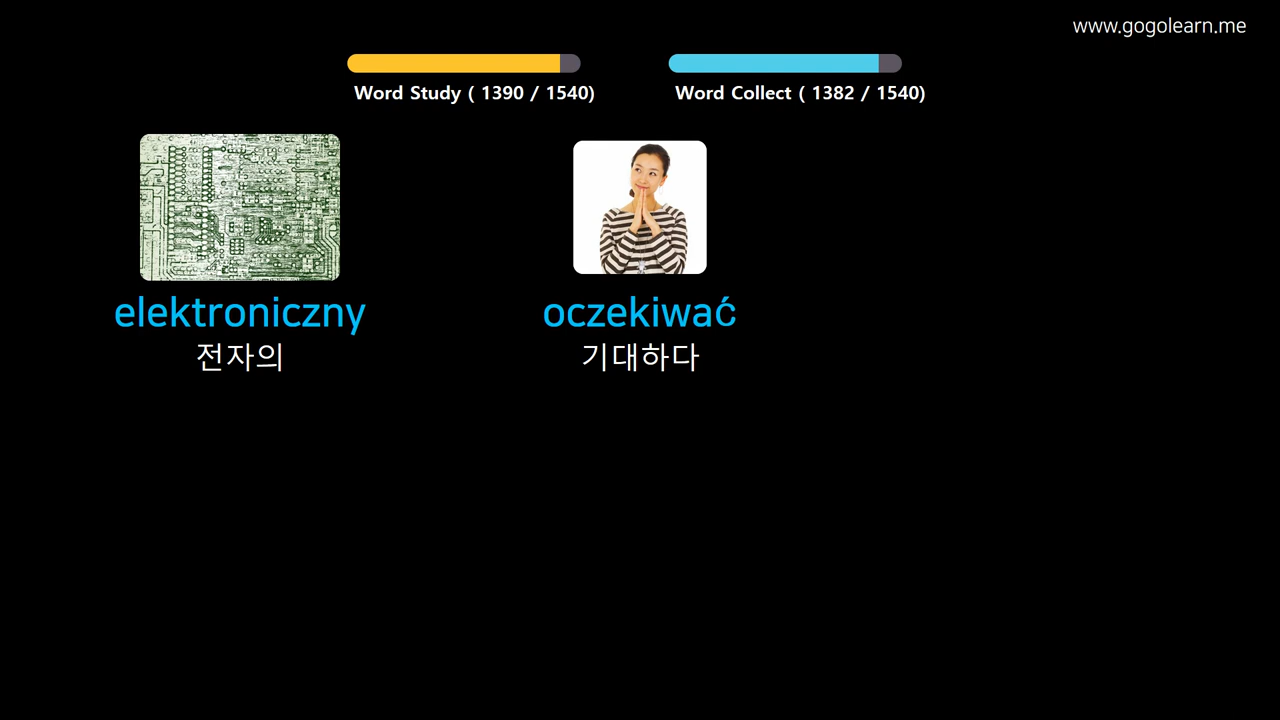 www.gogolearn.me
Word Study ( 1390 / 1540)
Word Collect ( 1382 / 1540)
elektroniczny
전자의
oczekiwać
기대하다